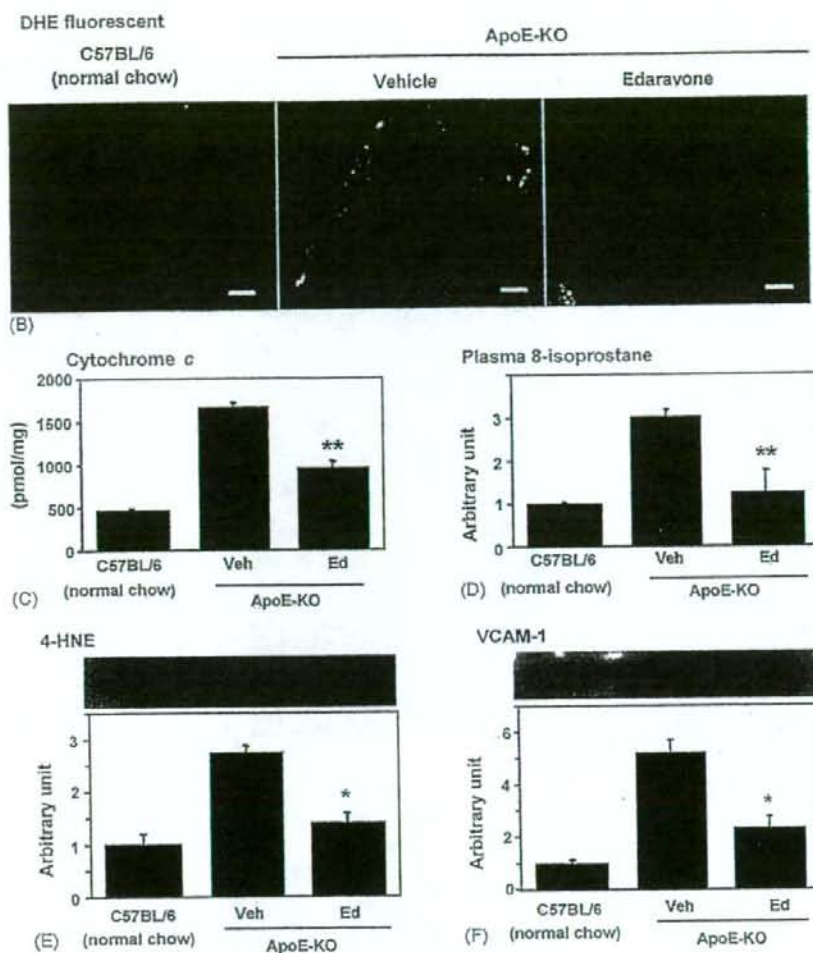 DHE fluorescent
C57BL/6
(normal chow)
ApoE-KO
Vehicle
Edaravone
(B)
Cytochrome c
(pmol/mg)
2000
1500
1000
500
0
**
C57BL/6
(normal chow)
Veh
Ed
ApoE-KO
(C)
Plasma 8-isoprostane
Arbitrary unit
3
2
1
0
**
C57BL/6
(normal chow)
Veh
Ed
ApoE-KO
(D)
4-HNE
Arbitrary unit
3
2
1
0
*
C57BL/6
(normal chow)
Veh
Ed
ApoE-KO
(E)
VCAM-1
Arbitrary unit
6
4
2
0
*
C57BL/6
(normal chow)
Veh
Ed
ApoE-KO
(F)